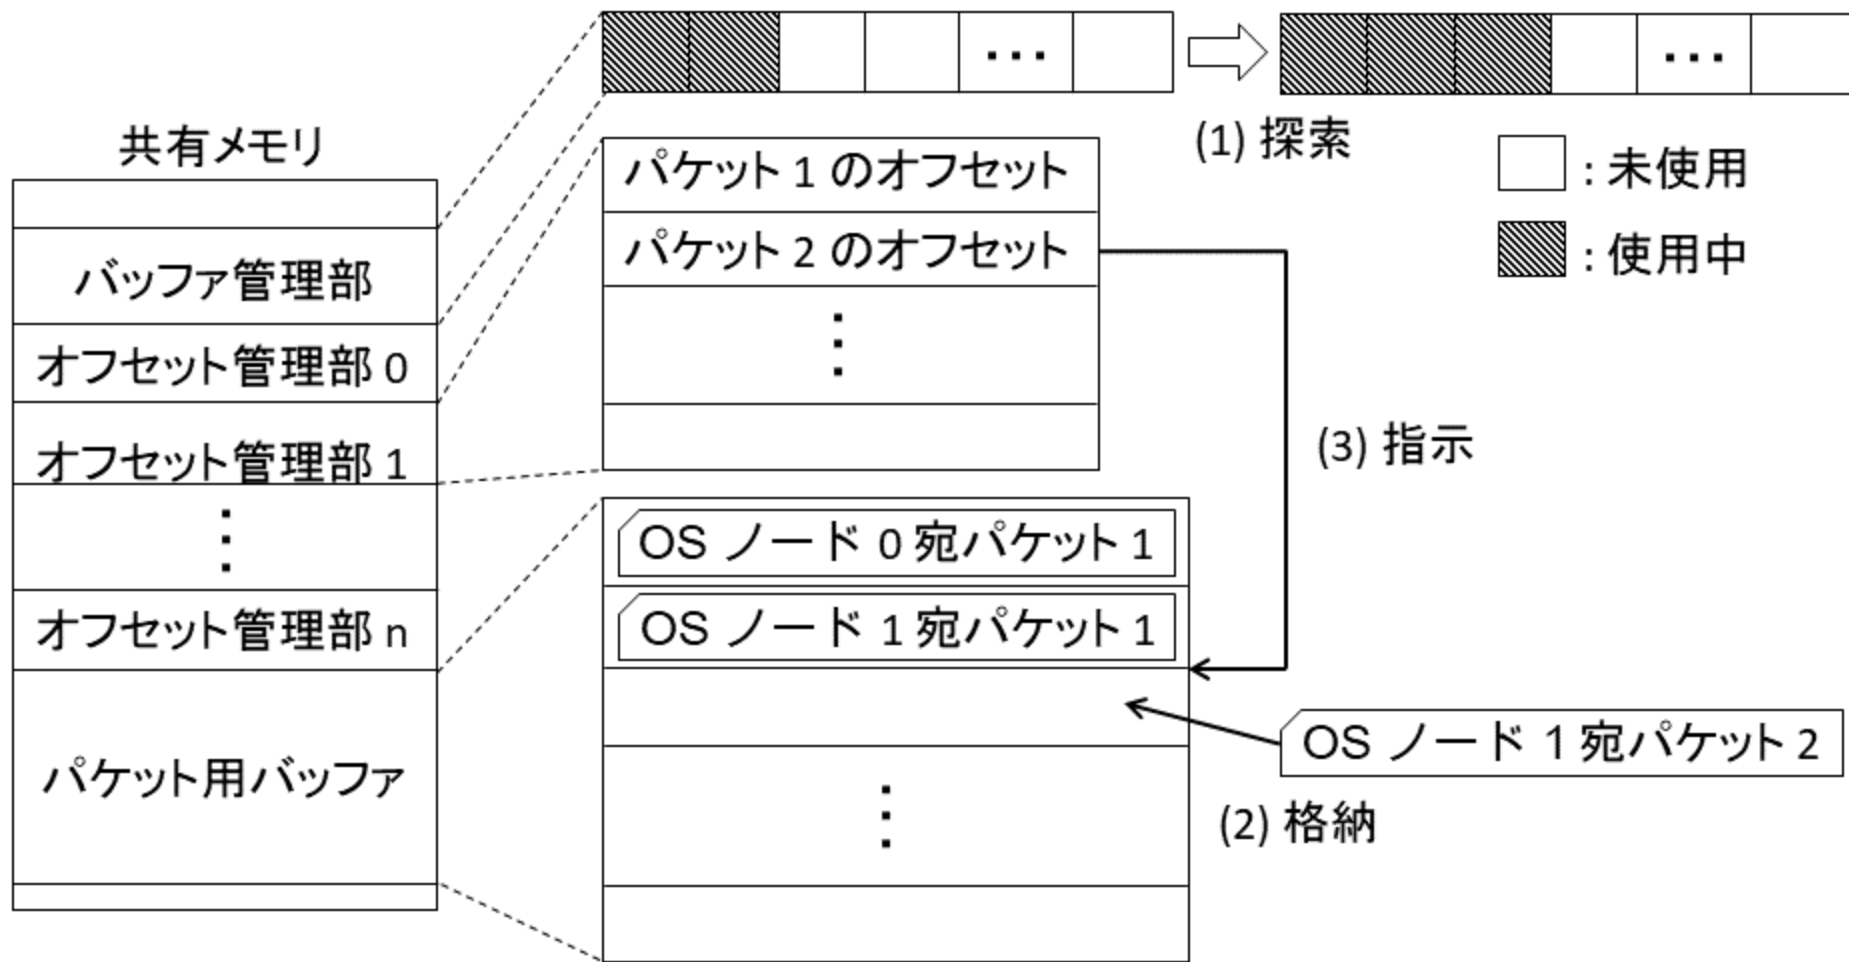 (1) 探索
共有メモリ
バッファ管理部
オフセット管理部 0
オフセット管理部 1
オフセット管理部 n
パケット用バッファ
パケット 1 のオフセット
パケット 2 のオフセット
: 未使用
: 使用中
(3) 指示
OS ノード 0 宛パケット 1
OS ノード 1 宛パケット 1
OS ノード 1 宛パケット 2
(2) 格納